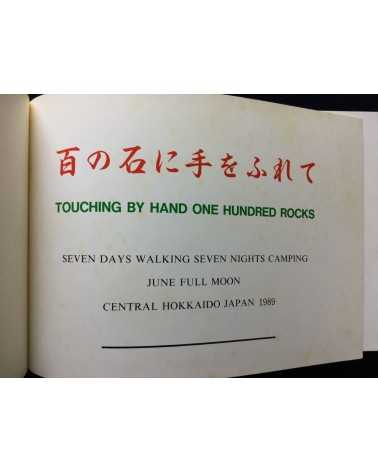 百の石に手をふれて
TOUCHING BY HAND ONE HUNDRED ROCKS
SEVEN DAYS WALKING SEVEN NIGHTS CAMPING
JUNE FULL MOON
CENTRAL HOKKAIDO JAPAN 1989